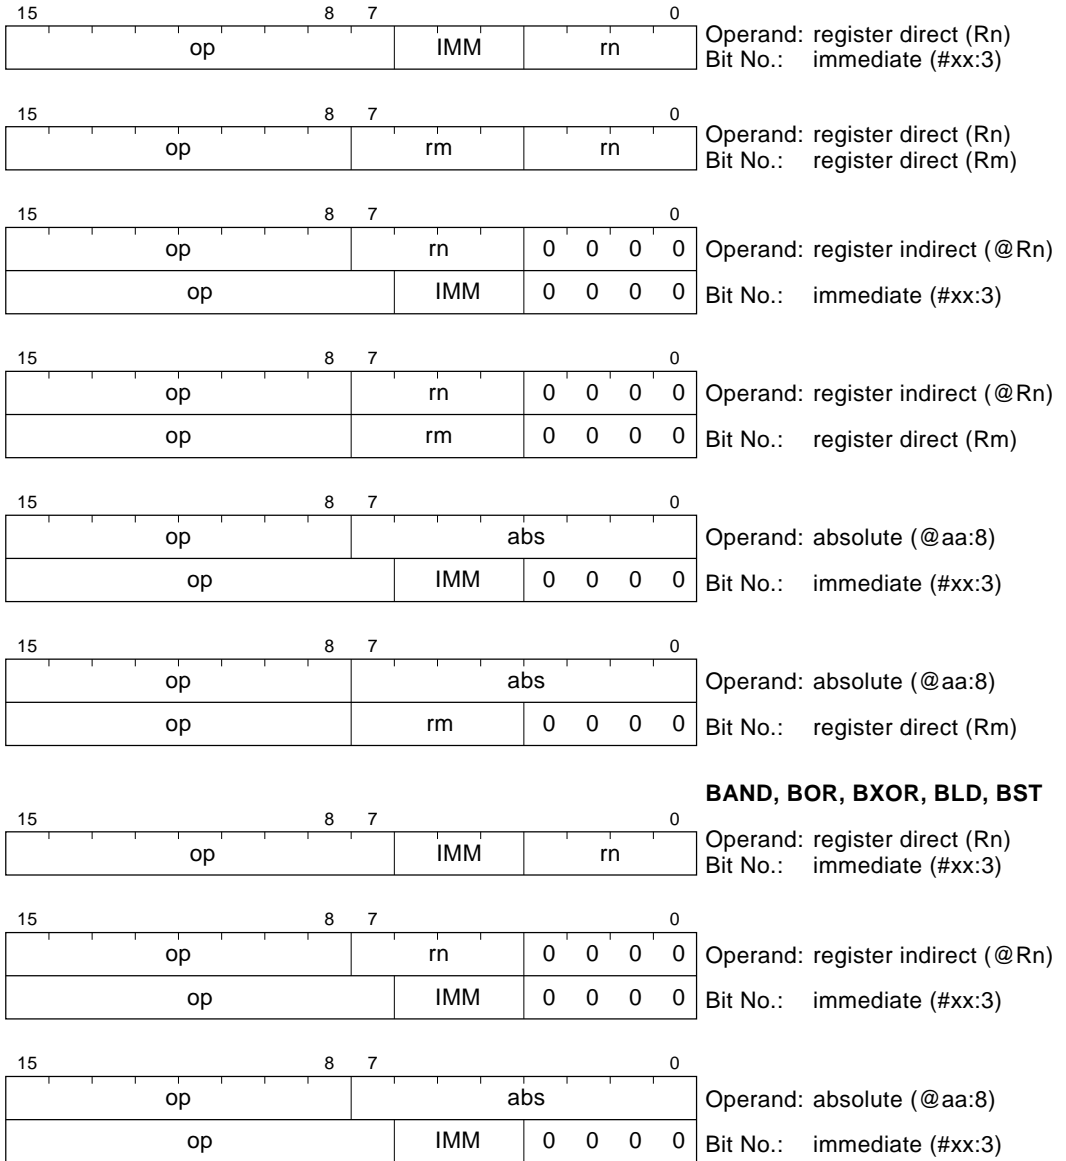 15 8 7 0
op IMM rn
Operand: register direct (Rn)
Bit No.: immediate (#xx:3)
15 8 7 0
op rm rn
Operand: register direct (Rn)
Bit No.: register direct (Rm)
15 8 7 0
op rn 0 0 0 0 Operand: register indirect (@Rn)
op IMM 0 0 0 0 Bit No.: immediate (#xx:3)
15 8 7 0
op rn 0 0 0 0 Operand: register indirect (@Rn)
op rm 0 0 0 0 Bit No.: register direct (Rm)
15 8 7 0
op abs Operand: absolute (@aa:8)
op IMM 0 0 0 0 Bit No.: immediate (#xx:3)
15 8 7 0
op abs Operand: absolute (@aa:8)
op rm 0 0 0 0 Bit No.: register direct (Rm)
BAND, BOR, BXOR, BLD, BST
15 8 7 0
op IMM rn
Operand: register direct (Rn)
Bit No.: immediate (#xx:3)
15 8 7 0
op rn 0 0 0 0 Operand: register indirect (@Rn)
op IMM 0 0 0 0 Bit No.: immediate (#xx:3)
15 8 7 0
op abs Operand: absolute (@aa:8)
op IMM 0 0 0 0 Bit No.: immediate (#xx:3)